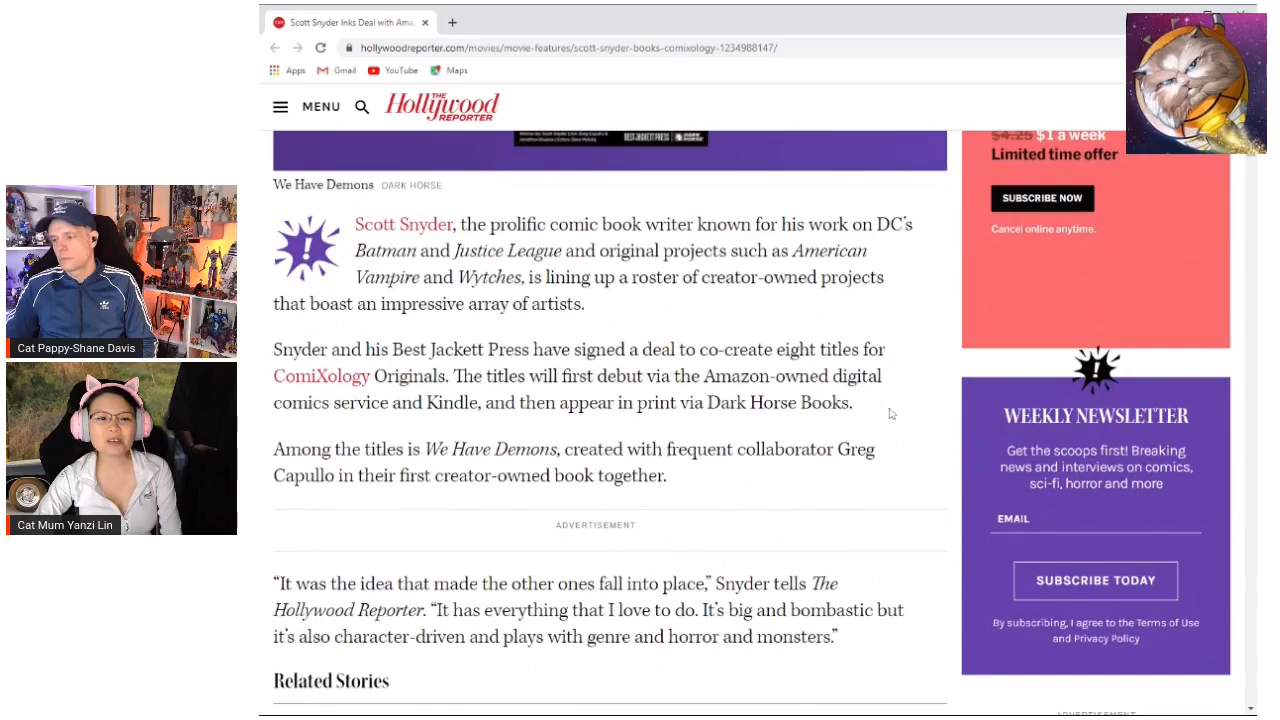 Scott Snyder Inks Deal with Ama
hollywoodreporter.com/movies/movie-features/scott-snyder-books-comixology-1234988147/
Apps Gmail YouTube Maps
MENU
THE
Hollywood
REPORTER
BEST JACKETT PRESS
We Have Demons DARK HORSE
Scott Snyder, the prolific comic book writer known for his work on DC’s
Batman and Justice League and original projects such as American
Vampire and Wytches, is lining up a roster of creator-owned projects
that boast an impressive array of artists.
Snyder and his Best Jackett Press have signed a deal to co-create eight titles for
ComiXology Originals. The titles will first debut via the Amazon-owned digital
comics service and Kindle, and then appear in print via Dark Horse Books.
Among the titles is We Have Demons, created with frequent collaborator Greg
Capullo in their first creator-owned book together.
ADVERTISEMENT
“It was the idea that made the other ones fall into place,” Snyder tells The
Hollywood Reporter. “It has everything that I love to do. It’s big and bombastic but
it’s also character-driven and plays with genre and horror and monsters.”
Related Stories
$4.25 $1 a week
Limited time offer
SUBSCRIBE NOW
Cancel online anytime.
WEEKLY NEWSLETTER
Get the scoops first! Breaking
news and interviews on comics,
sci-fi, horror and more
EMAIL
SUBSCRIBE TODAY
By subscribing, I agree to the Terms of Use
and Privacy Policy
ADVERTISEMENT
Cat Pappy-Shane Davis
Cat Mum Yanzi Lin